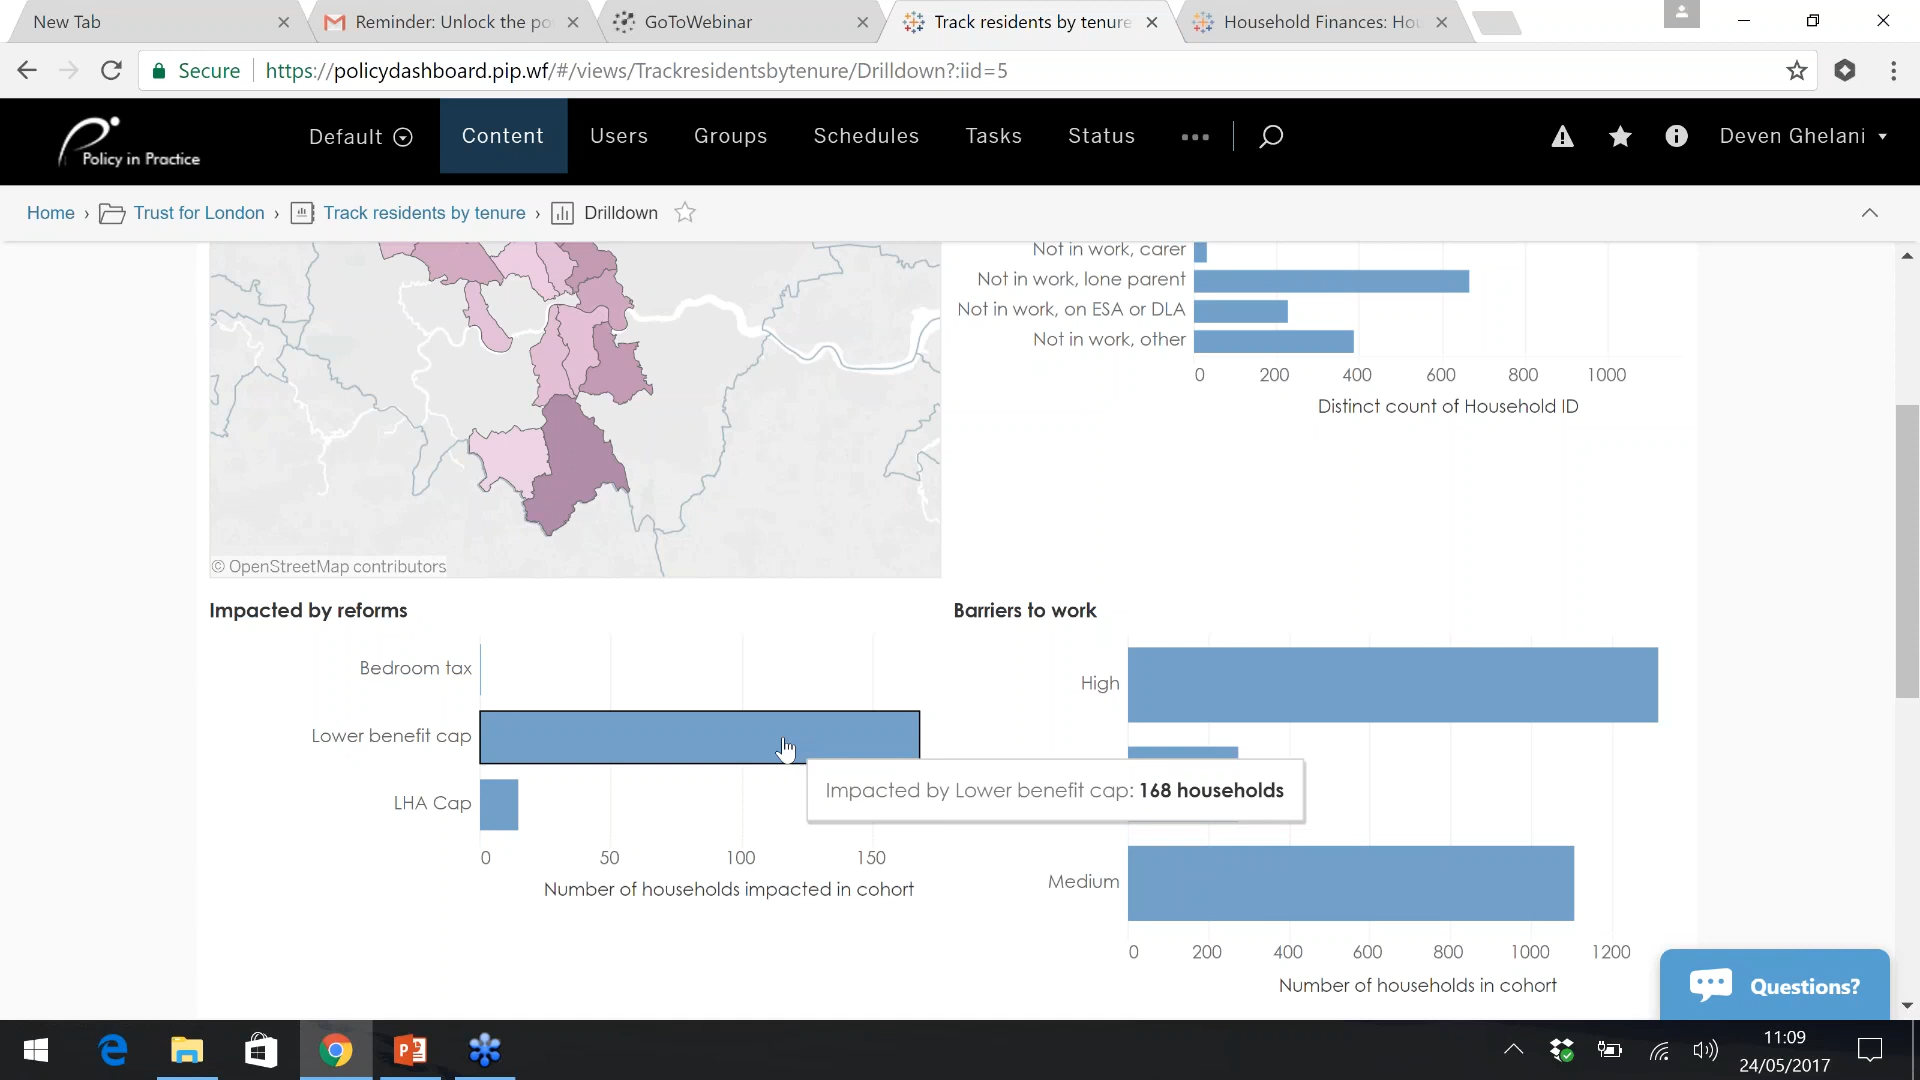 New Tab
Reminder: Unlock the po
GoToWebinar
Track residents by tenure
Household Finances: Hou
Secure
https://policydashboard.pip.wf/#/views/Trackresidentsbytenure/Drilldown?:iid=5
Policy in Practice
Default
Content
Users
Groups
Schedules
Tasks
Status
Deven Ghelani
Home › Trust for London › Track residents by tenure › Drilldown
Not in work, carer
Not in work, lone parent
Not in work, on ESA or DLA
Not in work, other
0 200 400 600 800 1000
Distinct count of Household ID
© OpenStreetMap contributors
Impacted by reforms
Bedroom tax
Lower benefit cap
LHA Cap
0 50 100 150
Number of households impacted in cohort
Impacted by Lower benefit cap: 168 households
Barriers to work
High
Medium
0 200 400 600 800 1000 1200
Number of households in cohort
Questions?
11:09
24/05/2017